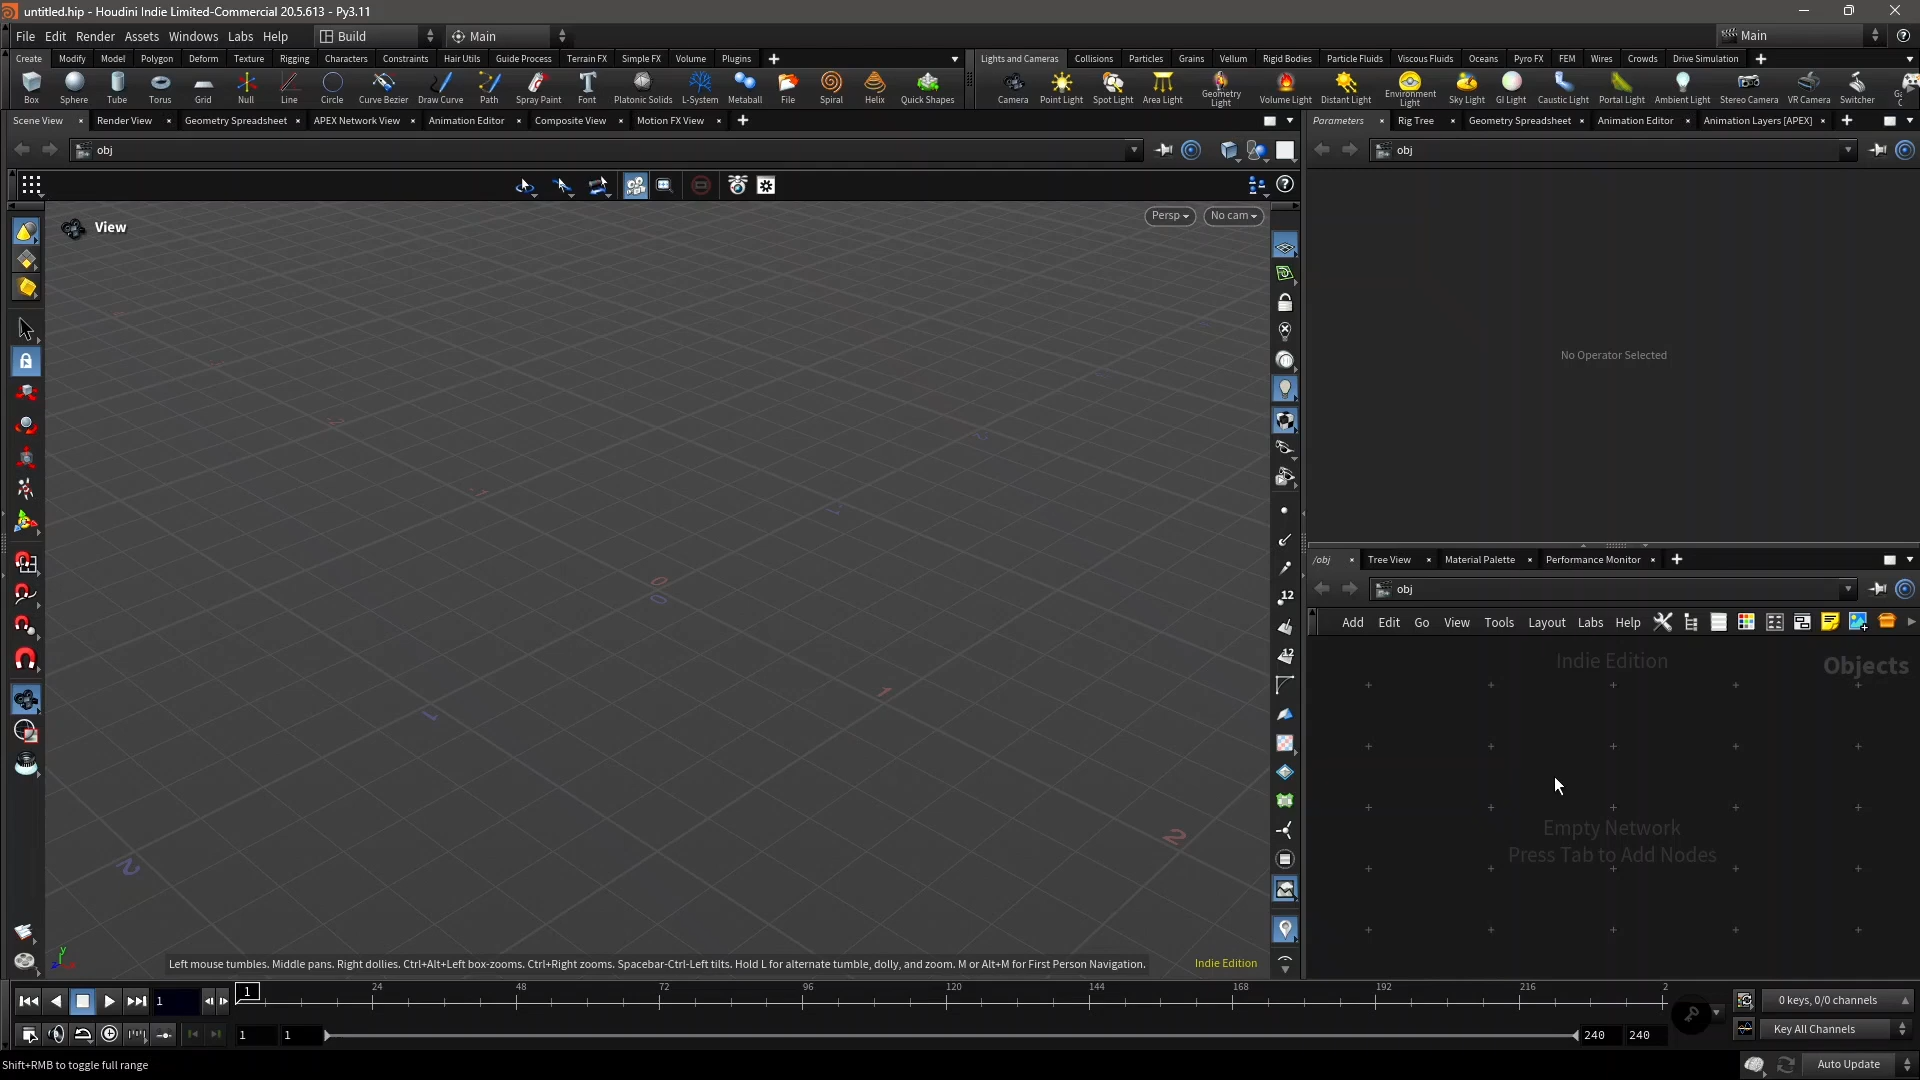 untitled.hip - Houdini Indie Limited-Commercial 20.5.613 - Py3.11
File Edit Render Assets Windows Labs Help Build Main Main
Create Modify Model Polygon Deform Texture Rigging Characters Constraints Hair Utils Guide Process Terrain FX Simple FX Volume Plugins
Lights and Cameras Collisions Particles Grains Vellum Rigid Bodies Particle Fluids Viscous Fluids Oceans Pyro FX FEM Wires Crowds Drive Simulation
Box Sphere Tube Torus Grid Null Line Circle Curve Bezier Draw Curve Path Spray Paint Font Platonic Solids L-System Metaball File Spiral Helix Quick Shapes
Camera Point Light Spot Light Area Light Geometry Light Volume Light Distant Light Environment Light Sky Light GI Light Caustic Light Portal Light Ambient Light Stereo Camera VR Camera Switcher
Scene View Render View Geometry Spreadsheet APEX Network View Animation Editor Composite View Motion FX View
Parameters Rig Tree Geometry Spreadsheet Animation Editor Animation Layers [APEX]
obj
obj
View
Persp No cam
No Operator Selected
/obj Tree View Material Palette Performance Monitor
obj
Add Edit Go View Tools Layout Labs Help
Indie Edition
Objects
Empty Network
Press Tab to Add Nodes
12
12
0
0
1
1
2
2
Left mouse tumbles. Middle pans. Right dollies. Ctrl+Alt+Left box-zooms. Ctrl+Right zooms. Spacebar-Ctrl-Left tilts. Hold L for alternate tumble, dolly, and zoom. M or Alt+M for First Person Navigation.
Indie Edition
y
1 1 24 48 72 96 120 144 168 192 216 2
0 keys, 0/0 channels
1 1 240 240
Key All Channels
Shift+RMB to toggle full range
Auto Update